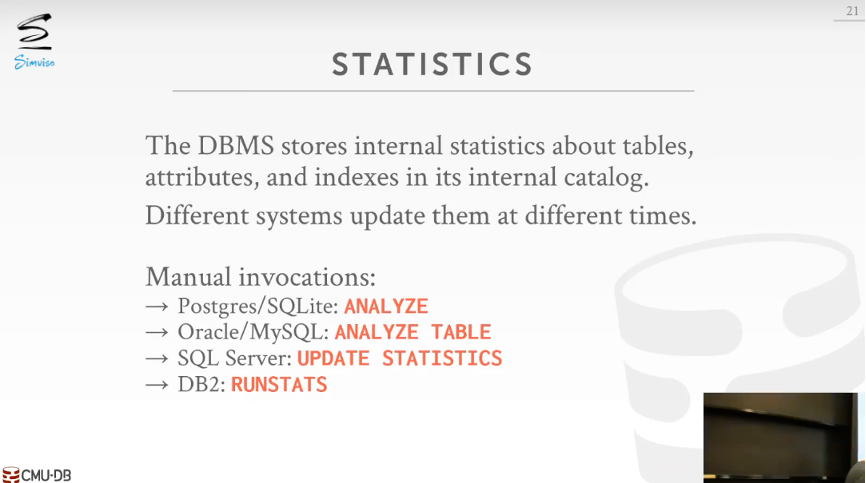 21
Simviso
STATISTICS
The DBMS stores internal statistics about tables,
attributes, and indexes in its internal catalog.
Different systems update them at different times.
Manual invocations:
→ Postgres/SQLite: ANALYZE
→ Oracle/MySQL: ANALYZE TABLE
→ SQL Server: UPDATE STATISTICS
→ DB2: RUNSTATS
CMU·DB